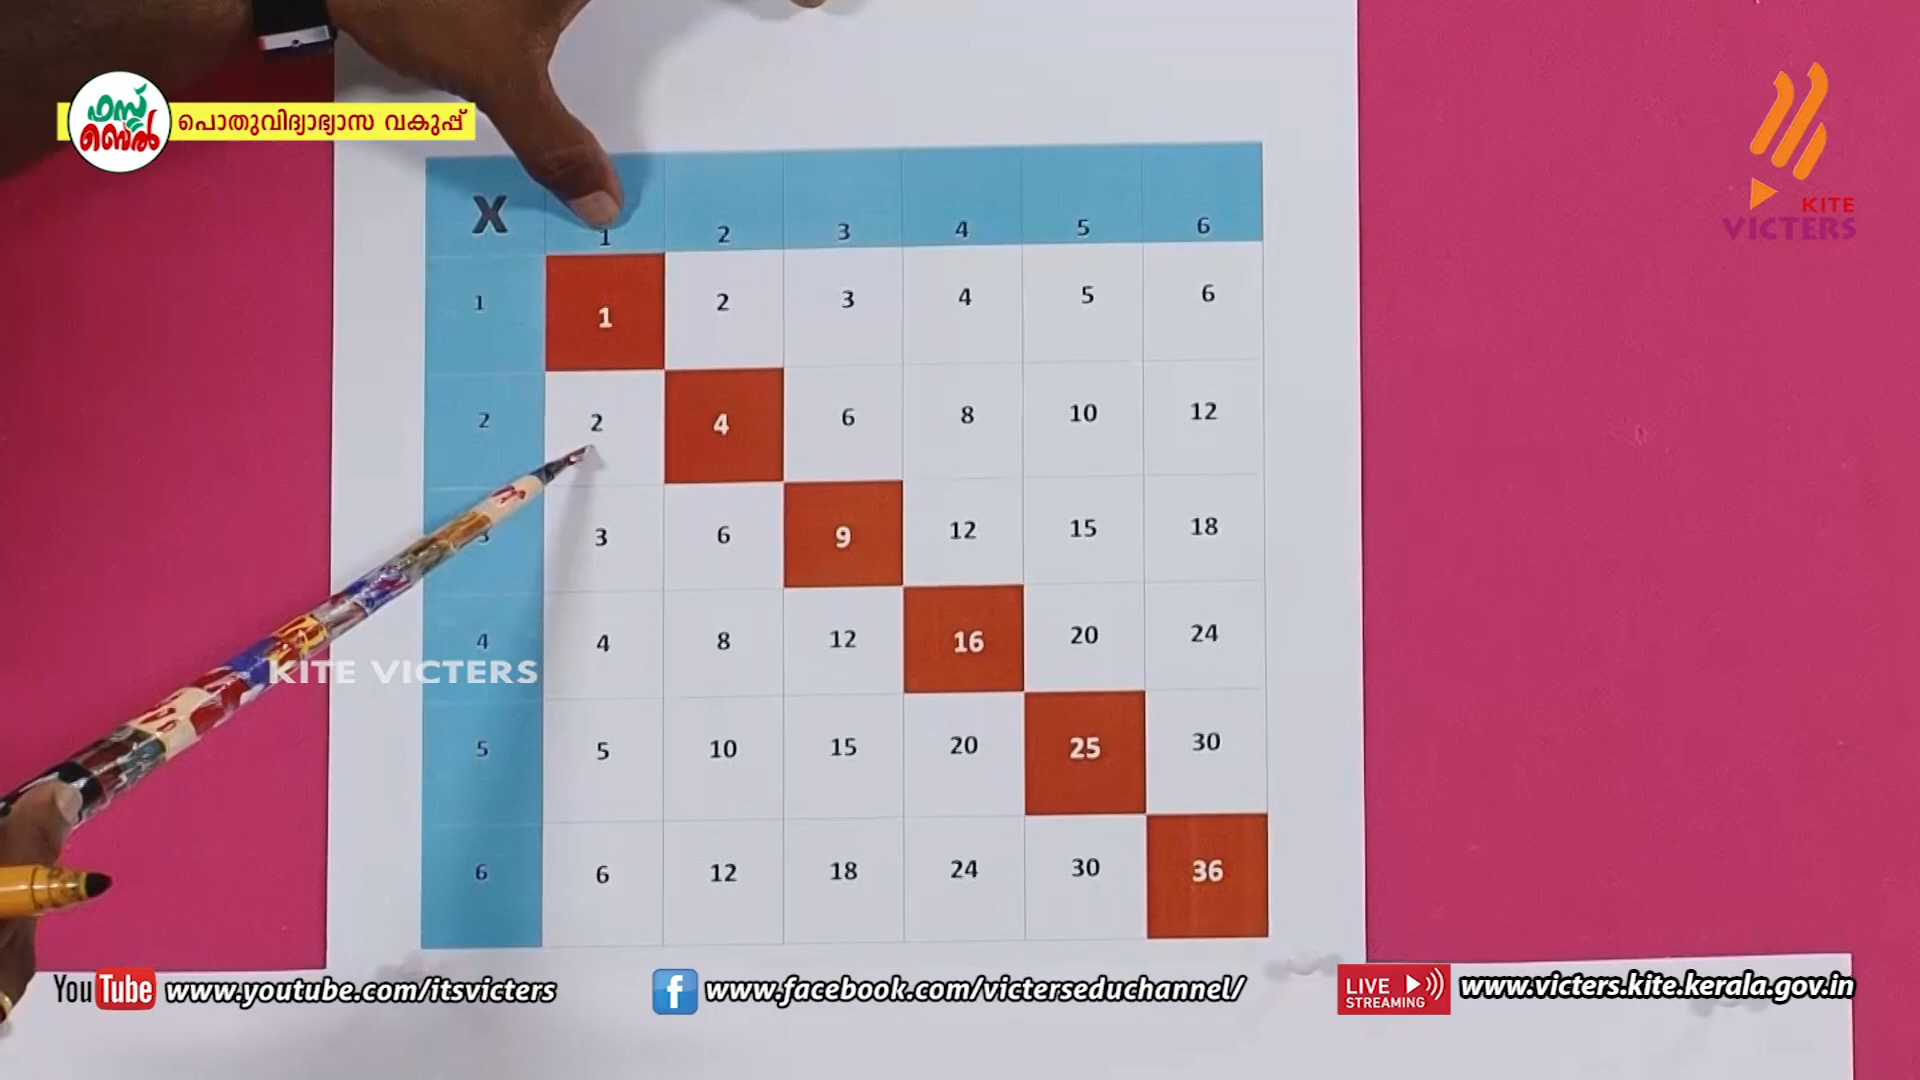 ഫസ്റ്റ്
ബെൽ
പൊതുവിദ്യാഭ്യാസ വകുപ്പ്
KITE
VICTERS
X 1 2 3 4 5 6
1 1 2 3 4 5 6
2 2 4 6 8 10 12
3 3 6 9 12 15 18
4 4 8 12 16 20 24
KITE VICTERS
5 5 10 15 20 25 30
6 6 12 18 24 30 36
You Tube www.youtube.com/itsvicters
f www.facebook.com/victerseduchannel/
LIVE STREAMING www.victers.kite.kerala.gov.in